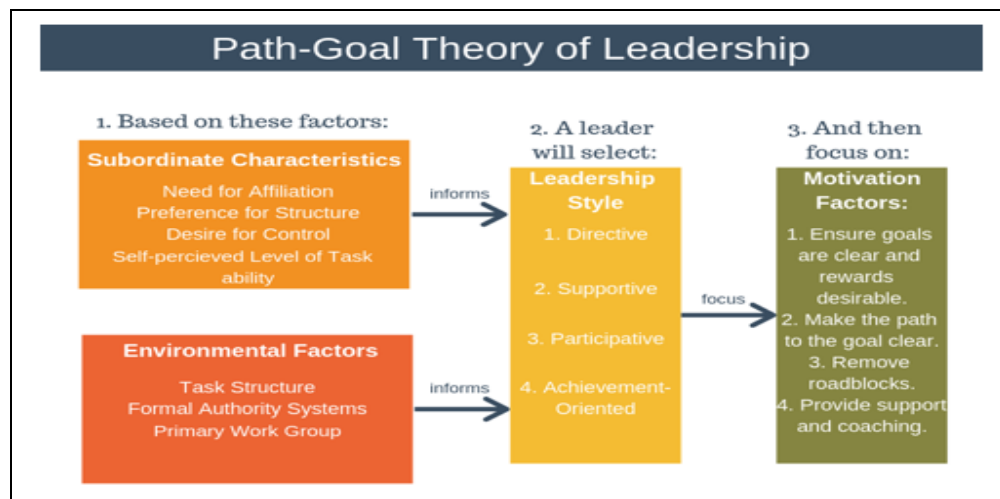 Path-Goal Theory of Leadership
1. Based on these factors:
Subordinate Characteristics
Need for Affiliation
Preference for Structure
Desire for Control
Self-percieved Level of Task
ability
informs
Environmental Factors
Task Structure
Formal Authority Systems
Primary Work Group
informs
2. A leader
will select:
Leadership
Style
1. Directive
2. Supportive
3. Participative
4. Achievement-
Oriented
focus
3. And then
focus on:
Motivation
Factors:
1. Ensure goals
are clear and
rewards
desirable.
2. Make the path
to the goal clear.
3. Remove
roadblocks.
4. Provide support
and coaching.